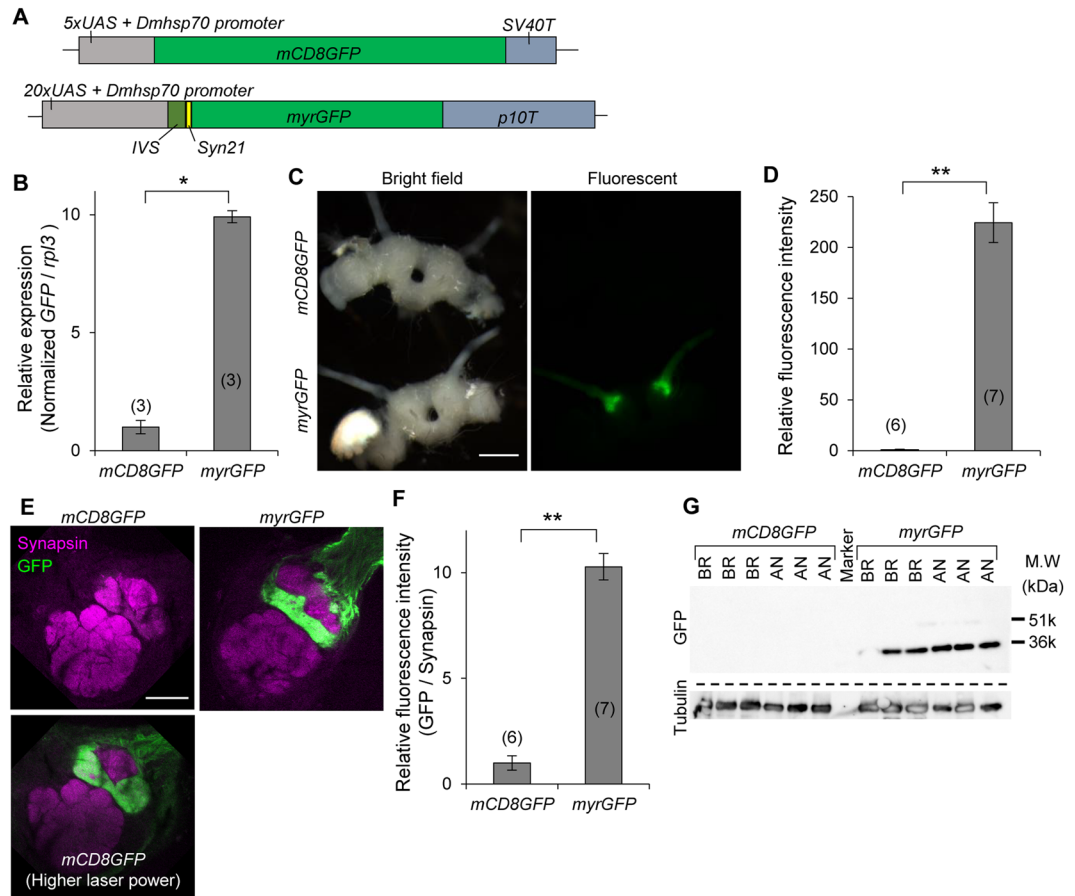 A
5xUAS + Dmhsp70 promoter
SV40T
mCD8GFP
20xUAS + Dmhsp70 promoter
myrGFP
p10T
IVS
Syn21
B
Relative expression
(Normalized GFP / rpl3)
10
5
0
*
(3)
(3)
mCD8GFP
myrGFP
C
Bright field
Fluorescent
mCD8GFP
myrGFP
D
Relative fluorescence intensity
250
200
150
100
50
0
**
(6)
(7)
mCD8GFP
myrGFP
E
mCD8GFP
myrGFP
Synapsin
GFP
mCD8GFP
(Higher laser power)
F
Relative fluorescence intensity
(GFP / Synapsin)
10
5
0
**
(6)
(7)
mCD8GFP
myrGFP
G
mCD8GFP
Marker
myrGFP
BR BR BR AN AN AN
BR BR BR AN AN AN
M.W
(kDa)
GFP
51k
36k
Tubulin